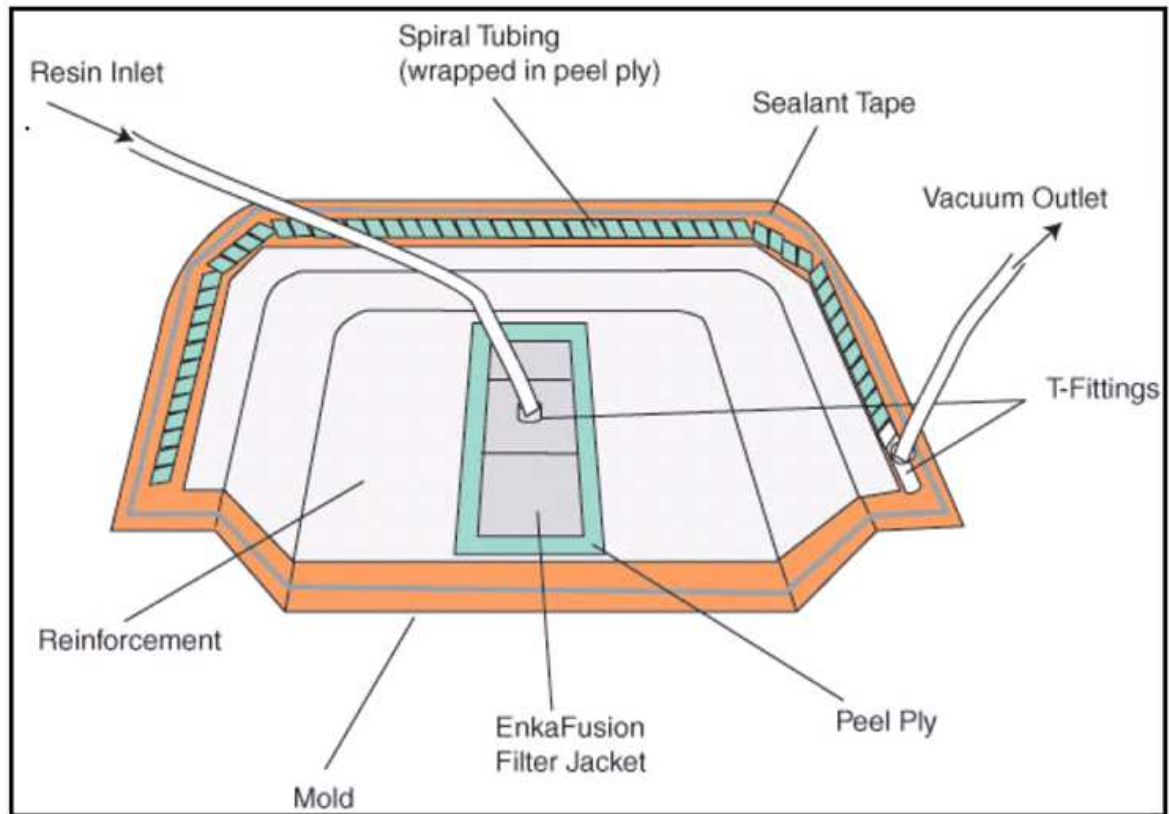 Spiral Tubing
(wrapped in peel ply)
Resin Inlet
Sealant Tape
Vacuum Outlet
T-Fittings
Reinforcement
Peel Ply
EnkaFusion
Filter Jacket
Mold